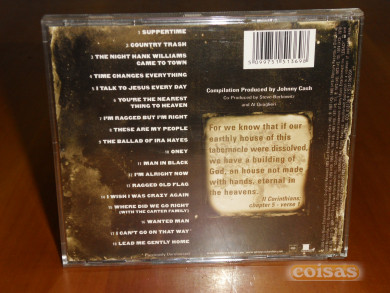 1 SUPPERTIME
2 COUNTRY TRASH
3 THE NIGHT HANK WILLIAMS
CAME TO TOWN
4 TIME CHANGES EVERYTHING
5 I TALK TO JESUS EVERY DAY
6 YOU'RE THE NEAREST
THING TO HEAVEN
7 I'M RAGGED BUT I'M RIGHT
8 THESE ARE MY PEOPLE
9 THE BALLAD OF IRA HAYES
10 ONEY
11 MAN IN BLACK
12 I'M ALRIGHT NOW
13 RAGGED OLD FLAG
14 I WISH I WAS CRAZY AGAIN
15 WHERE DID WE GO RIGHT
(WITH THE CARTER FAMILY)
16 WANTED MAN
17 I CAN'T GO ON THAT WAY
18 LEAD ME GENTLY HOME
5 099751 513698
Compilation Produced by Johnny Cash
Co-Produced by Steve Berkowitz
and Al Quaglieri
For we know that if our
earthly house of this
tabernacle were dissolved,
we have a building of
God, an house not made
with hands, eternal in
the heavens.
II Corinthians
chapter 5 - verse 1
coisas